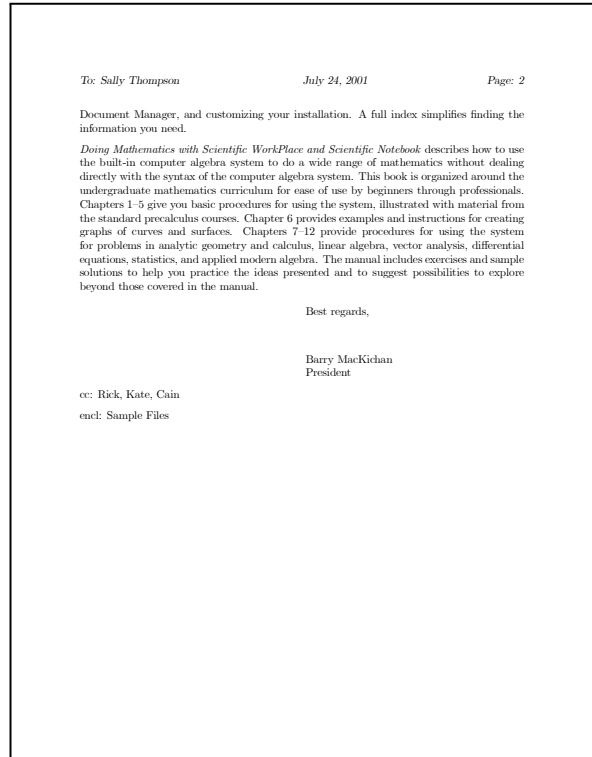 To: Sally Thompson July 24, 2001 Page: 2
Document Manager, and customizing your installation. A full index simplifies finding the
information you need.
Doing Mathematics with Scientific WorkPlace and Scientific Notebook describes how to use
the built-in computer algebra system to do a wide range of mathematics without dealing
directly with the syntax of the computer algebra system. This book is organized around the
undergraduate mathematics curriculum for ease of use by beginners through professionals.
Chapters 1–5 give you basic procedures for using the system, illustrated with material from
the standard precalculus courses. Chapter 6 provides examples and instructions for creating
graphs of curves and surfaces. Chapters 7–12 provide procedures for using the system
for problems in analytic geometry and calculus, linear algebra, vector analysis, differential
equations, statistics, and applied modern algebra. The manual includes exercises and sample
solutions to help you practice the ideas presented and to suggest possibilities to explore
beyond those covered in the manual.
Best regards,
Barry MacKichan
President
cc: Rick, Kate, Cain
encl: Sample Files